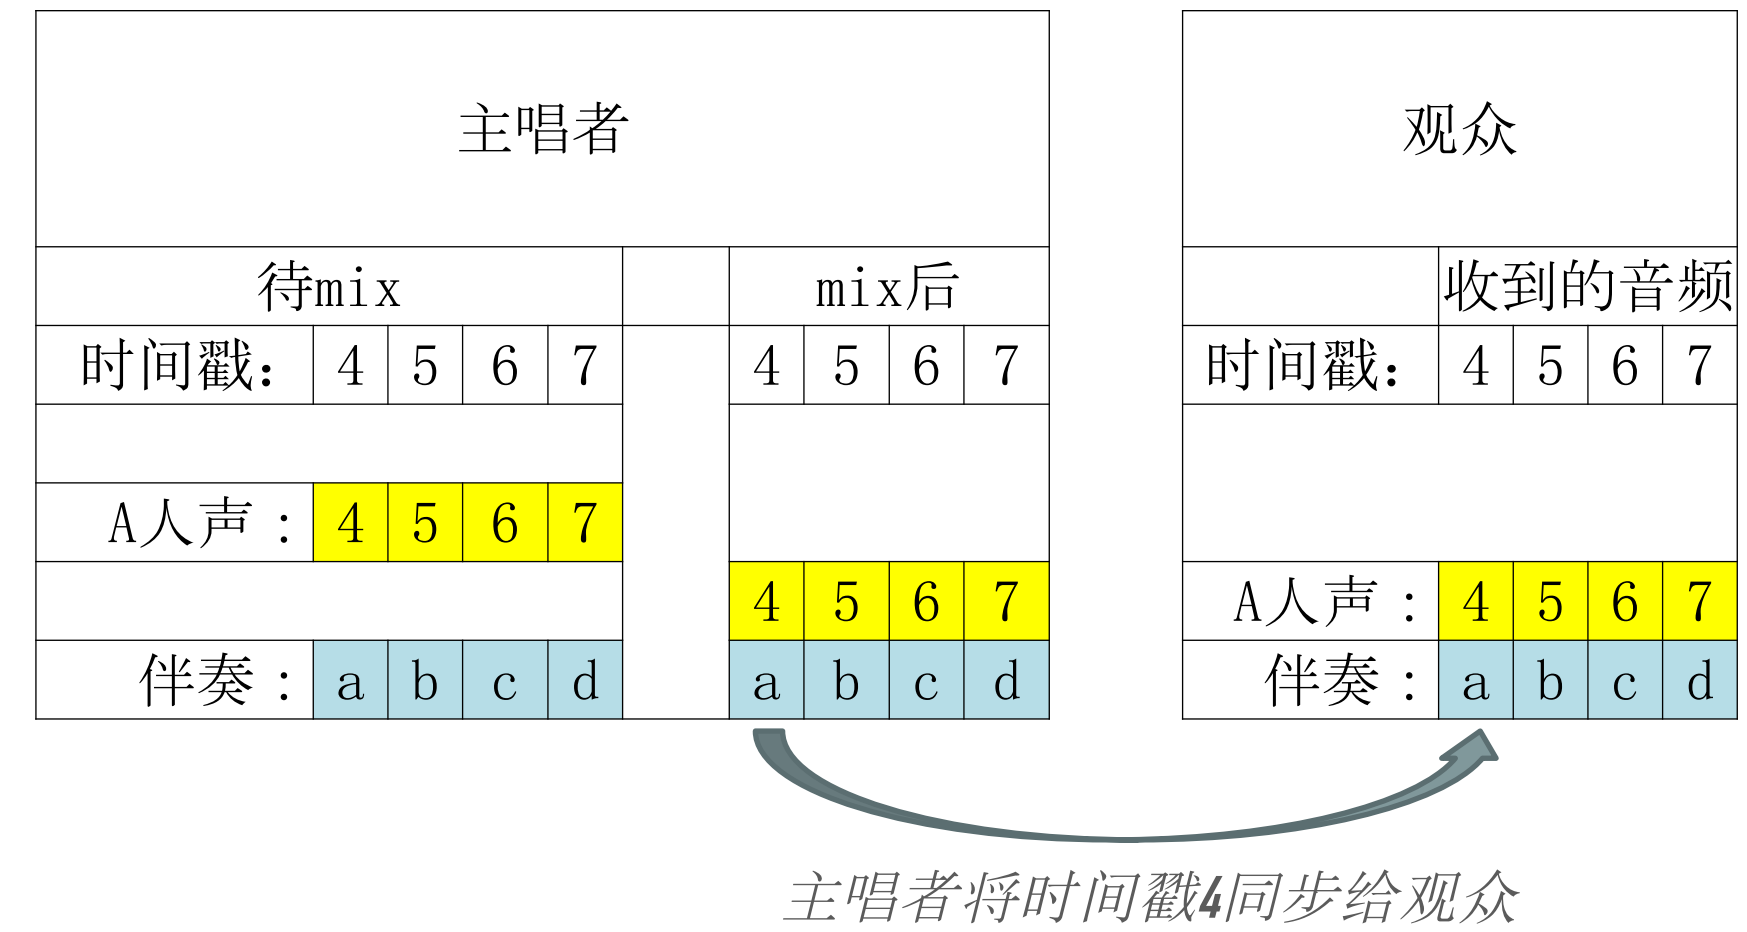 主唱者 观众
待mix mix后 收到的音频
时间戳： 4 5 6 7 4 5 6 7 时间戳： 4 5 6 7
A人声： 4 5 6 7
4 5 6 7 A人声： 4 5 6 7
伴奏： a b c d a b c d 伴奏： a b c d
主唱者将时间戳4同步给观众